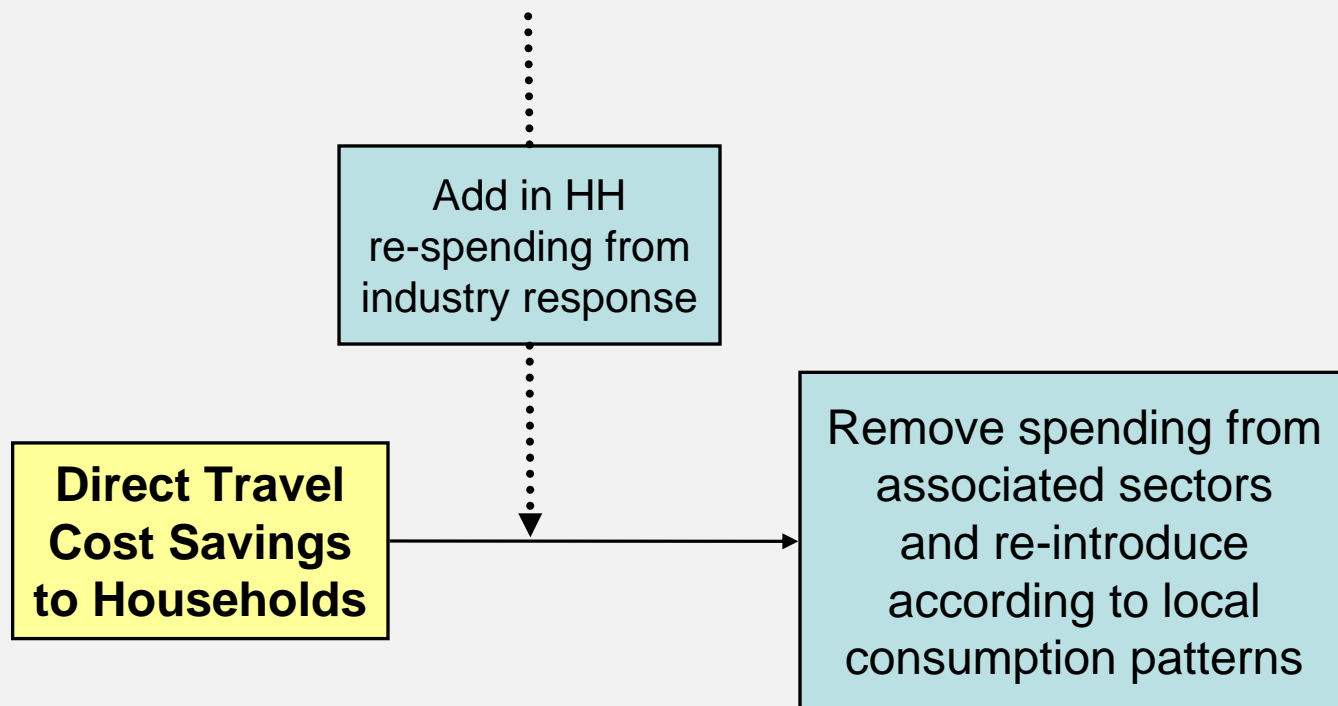 Add in HH
re-spending from
industry response
Direct Travel
Cost Savings
to Households
Remove spending from
associated sectors
and re-introduce
according to local
consumption patterns